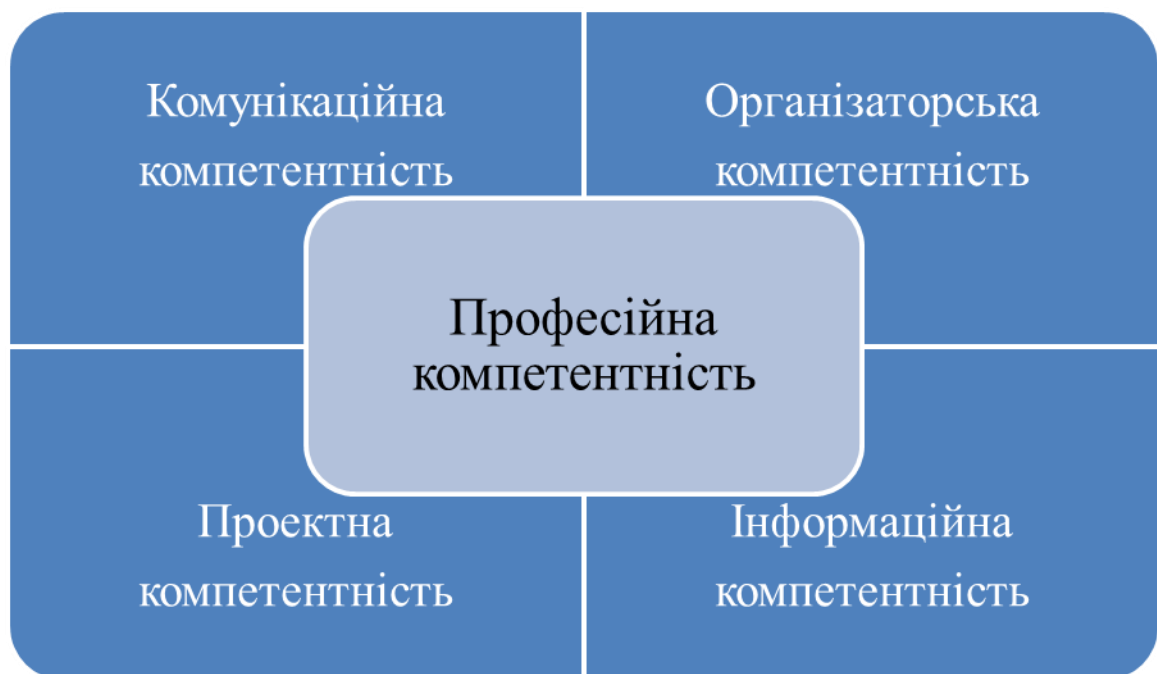 Комунікаційна
компетентність
Організаторська
компетентність
Професійна
компетентність
Проектна
компетентність
Інформаційна
компетентність